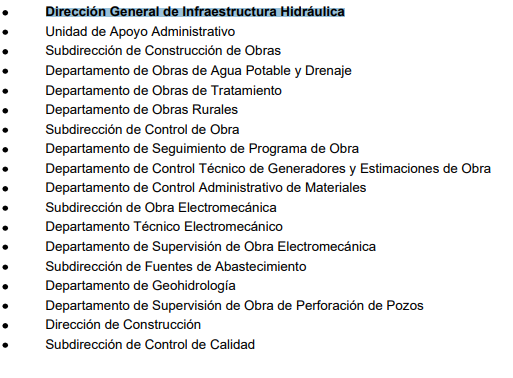 Dirección General de Infraestructura Hidráulica
Unidad de Apoyo Administrativo
Subdirección de Construcción de Obras
Departamento de Obras de Agua Potable y Drenaje
Departamento de Obras de Tratamiento
Departamento de Obras Rurales
Subdirección de Control de Obra
Departamento de Seguimiento de Programa de Obra
Departamento de Control Técnico de Generadores y Estimaciones de Obra
Departamento de Control Administrativo de Materiales
Subdirección de Obra Electromecánica
Departamento Técnico Electromecánico
Departamento de Supervisión de Obra Electromecánica
Subdirección de Fuentes de Abastecimiento
Departamento de Geohidrología
Departamento de Supervisión de Obra de Perforación de Pozos
Dirección de Construcción
Subdirección de Control de Calidad